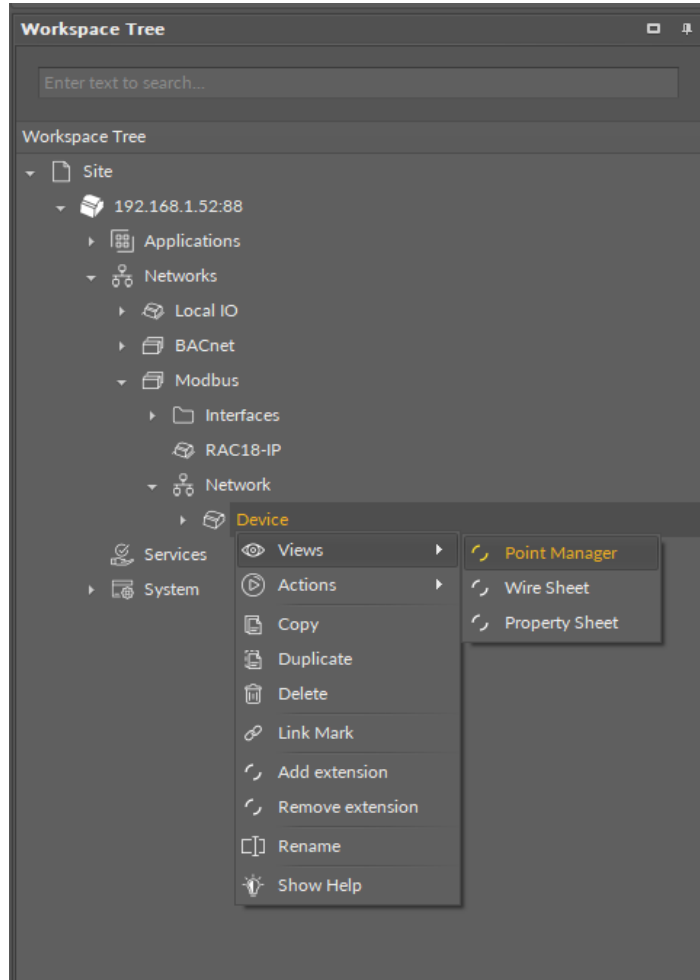 Workspace Tree
Enter text to search...
Workspace Tree
Site
192.168.1.52:88
Applications
Networks
Local IO
BACnet
Modbus
Interfaces
RAC18-IP
Network
Device
Services
System
Views
Actions
Copy
Duplicate
Delete
Link Mark
Add extension
Remove extension
Rename
Show Help
Point Manager
Wire Sheet
Property Sheet